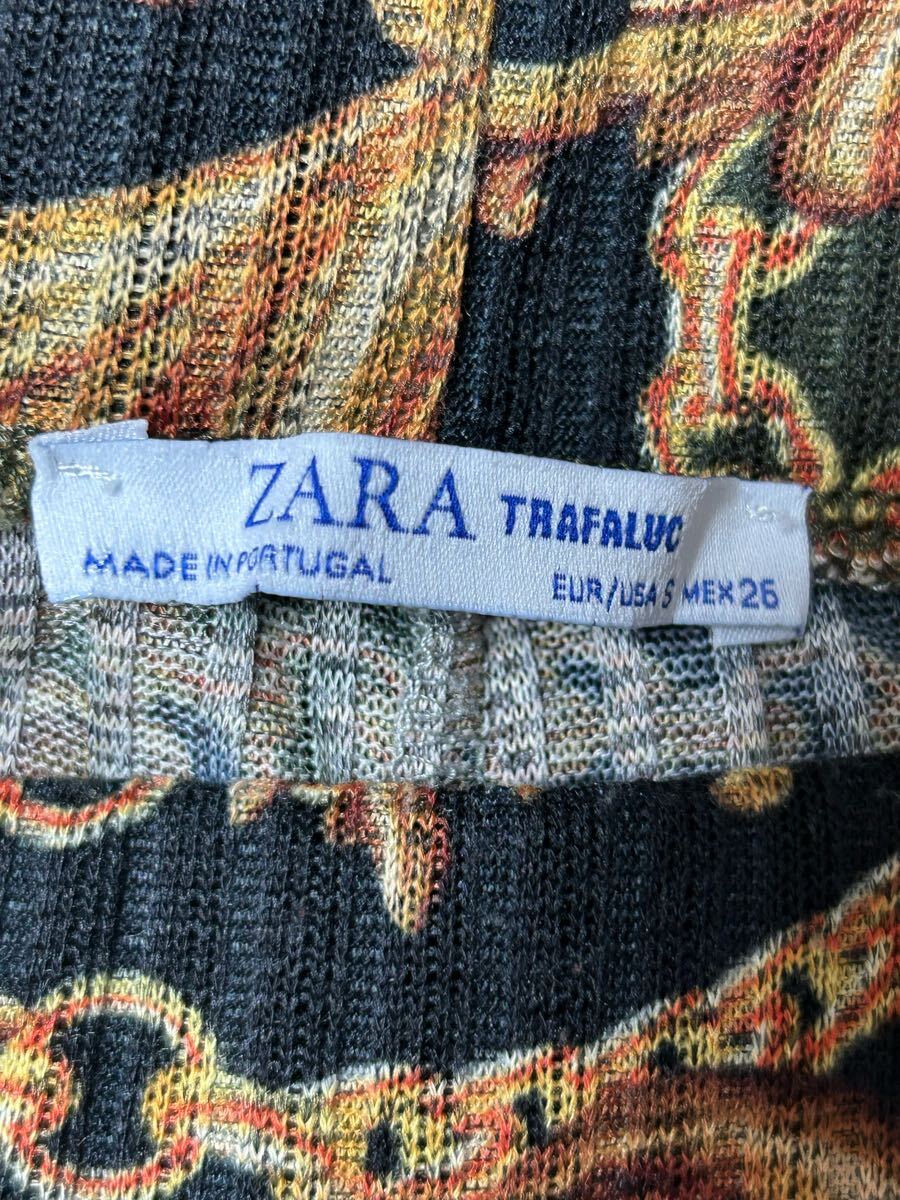 ZARA TRAFALUC
MADE IN PORTUGAL
EUR/USA S MEX 26